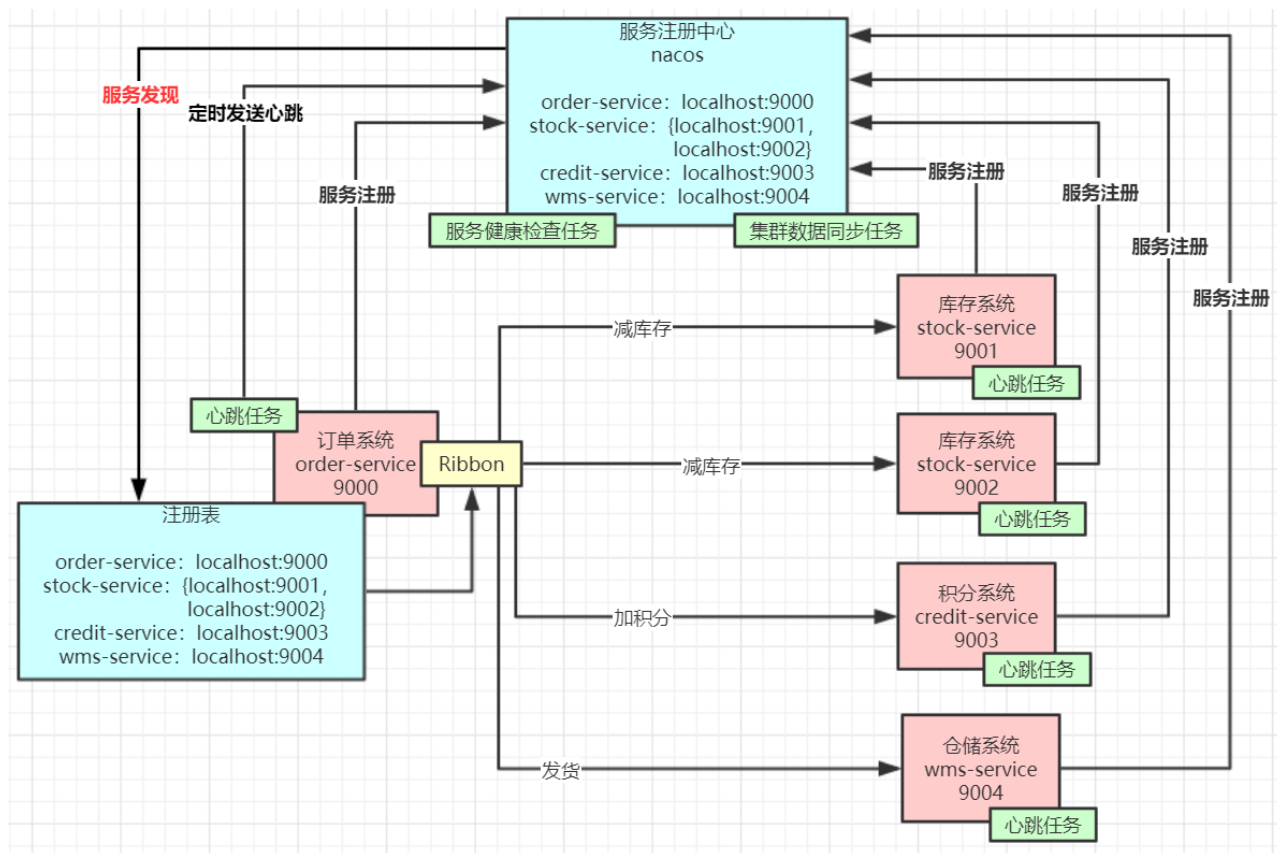 服务注册中心
nacos
order-service：localhost:9000
stock-service：{localhost:9001，
localhost:9002}
credit-service：localhost:9003
wms-service：localhost:9004
服务健康检查任务
集群数据同步任务
服务发现
定时发送心跳
服务注册
服务注册
服务注册
服务注册
服务注册
库存系统
stock-service
9001
心跳任务
减库存
心跳任务
订单系统
order-service
9000
Ribbon
减库存
库存系统
stock-service
9002
心跳任务
注册表
order-service：localhost:9000
stock-service：{localhost:9001，
localhost:9002}
credit-service：localhost:9003
wms-service：localhost:9004
加积分
积分系统
credit-service
9003
心跳任务
发货
仓储系统
wms-service
9004
心跳任务